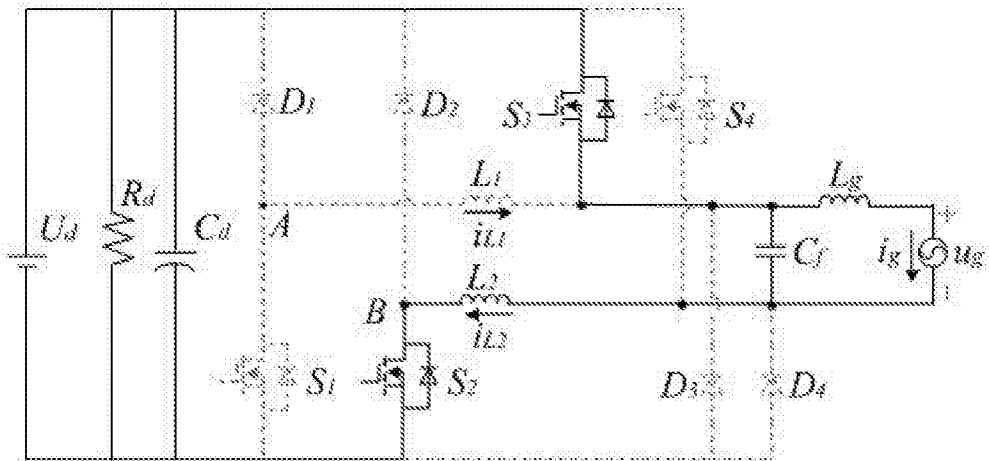 D1
D2
S3
S4
L1
Lg
Rd
Ud
Cd
A
iL1
Cf
ig
ug
+
-
L2
B
iL2
S1
S2
D3
D4